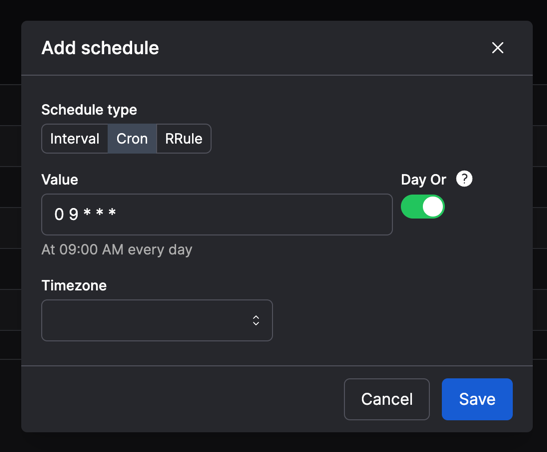 Add schedule
Schedule type
Interval Cron RRule
Value Day Or ?
0 9 * * *
At 09:00 AM every day
Timezone
Cancel Save